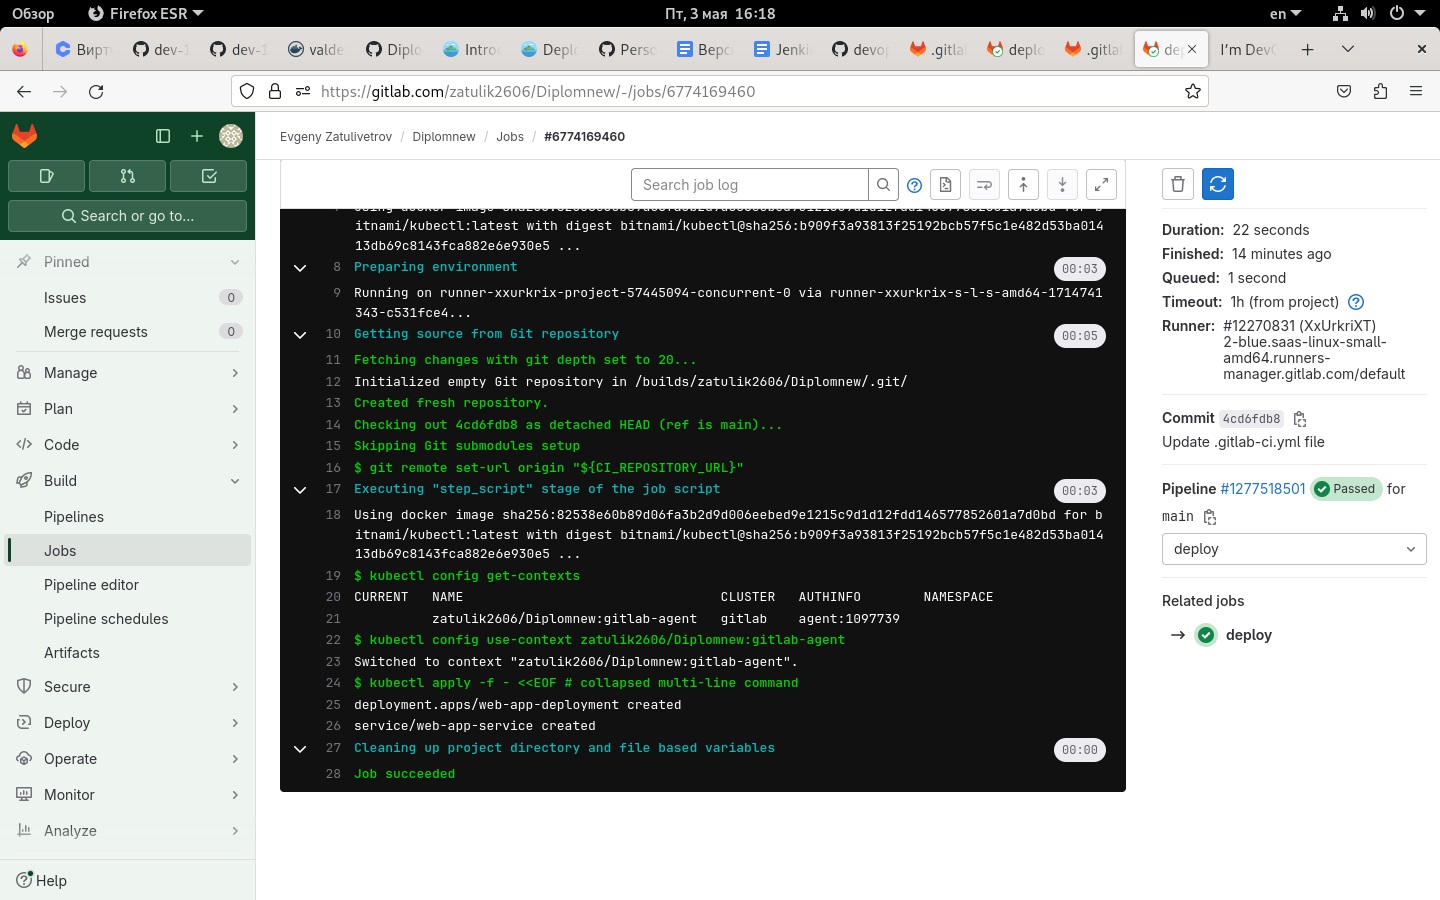 Обзор
Firefox ESR
Пт, 3 мая 16:18
en
Вирт
dev-1
dev-1
valde
Diplo
Intro
Deplo
Perso
Верс
Jenki
devop
.gitla
deplo
.gitla
dep
I'm DevO
https://gitlab.com/zatulik2606/Diplomnew/-/jobs/6774169460
Evgeny Zatulivetrov / Diplomnew / Jobs / #6774169460
Search or go to...
Pinned
Issues 0
Merge requests 0
Manage
Plan
Code
Build
Pipelines
Jobs
Pipeline editor
Pipeline schedules
Artifacts
Secure
Deploy
Operate
Monitor
Analyze
Help
Search job log
itnami/kubectl:latest with digest bitnami/kubectl@sha256:b909f3a93813f25192bcb57f5c1e482d53ba014
13db69c8143fca882e6e930e5 ...
8 Preparing environment 00:03
9 Running on runner-xxurkrix-project-57445094-concurrent-0 via runner-xxurkrix-s-l-s-amd64-1714741
343-c531fce4...
10 Getting source from Git repository 00:05
11 Fetching changes with git depth set to 20...
12 Initialized empty Git repository in /builds/zatulik2606/Diplomnew/.git/
13 Created fresh repository.
14 Checking out 4cd6fdb8 as detached HEAD (ref is main)...
15 Skipping Git submodules setup
16 $ git remote set-url origin "${CI_REPOSITORY_URL}"
17 Executing "step_script" stage of the job script 00:03
18 Using docker image sha256:82538e60b89d06fa3b2d9d006eebed9e1215c9d1d12fdd146577852601a7d0bd for b
itnami/kubectl:latest with digest bitnami/kubectl@sha256:b909f3a93813f25192bcb57f5c1e482d53ba014
13db69c8143fca882e6e930e5 ...
19 $ kubectl config get-contexts
20 CURRENT NAME CLUSTER AUTHINFO NAMESPACE
21 zatulik2606/Diplomnew:gitlab-agent gitlab agent:1097739
22 $ kubectl config use-context zatulik2606/Diplomnew:gitlab-agent
23 Switched to context "zatulik2606/Diplomnew:gitlab-agent".
24 $ kubectl apply -f - <<EOF # collapsed multi-line command
25 deployment.apps/web-app-deployment created
26 service/web-app-service created
27 Cleaning up project directory and file based variables 00:00
28 Job succeeded
Duration: 22 seconds
Finished: 14 minutes ago
Queued: 1 second
Timeout: 1h (from project)
Runner: #12270831 (XxUrkriXT)
2-blue.saas-linux-small-
amd64.runners-
manager.gitlab.com/default
Commit 4cd6fdb8
Update .gitlab-ci.yml file
Pipeline #1277518501 Passed for
main
deploy
Related jobs
deploy